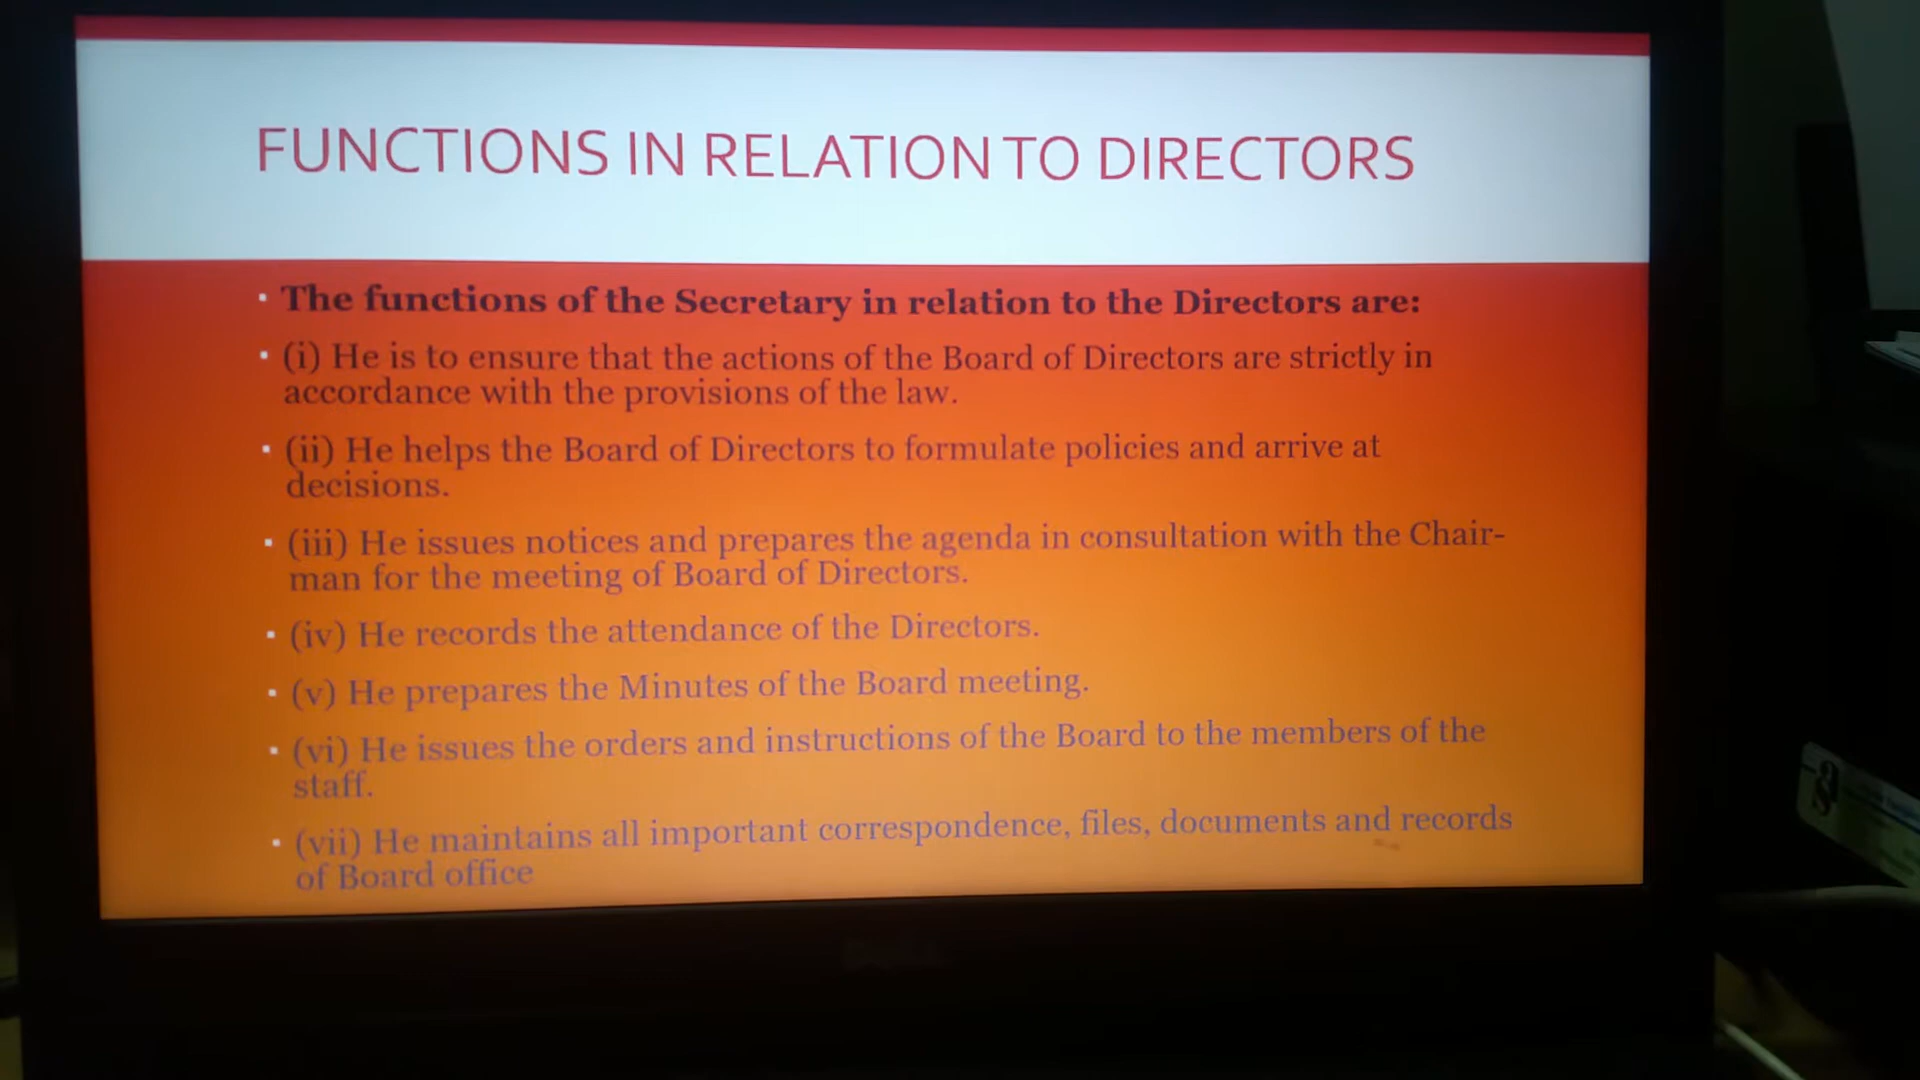 FUNCTIONS IN RELATION TO DIRECTORS
▪ The functions of the Secretary in relation to the Directors are:
▪ (i) He is to ensure that the actions of the Board of Directors are strictly in
accordance with the provisions of the law.
▪ (ii) He helps the Board of Directors to formulate policies and arrive at
decisions.
▪ (iii) He issues notices and prepares the agenda in consultation with the Chair-
man for the meeting of Board of Directors.
▪ (iv) He records the attendance of the Directors.
▪ (v) He prepares the Minutes of the Board meeting.
▪ (vi) He issues the orders and instructions of the Board to the members of the
staff.
▪ (vii) He maintains all important correspondence, files, documents and records
of Board office